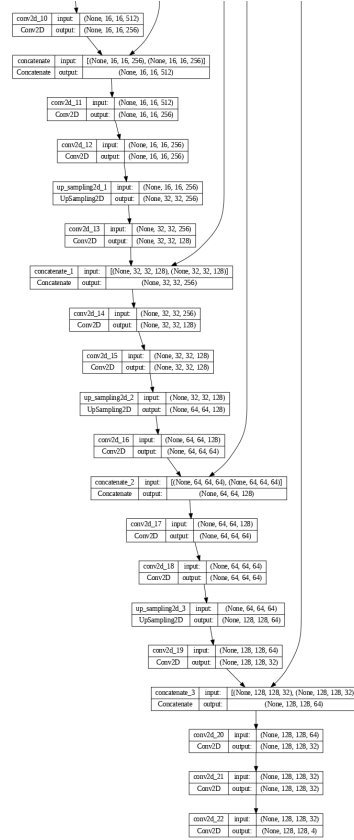 conv2d_10 input: (None, 16, 16, 512)
Conv2D output: (None, 16, 16, 256)
concatenate input: [(None, 16, 16, 256), (None, 16, 16, 256)]
Concatenate output: (None, 16, 16, 512)
conv2d_11 input: (None, 16, 16, 512)
Conv2D output: (None, 16, 16, 256)
conv2d_12 input: (None, 16, 16, 256)
Conv2D output: (None, 16, 16, 256)
up_sampling2d_1 input: (None, 16, 16, 256)
UpSampling2D output: (None, 32, 32, 256)
conv2d_13 input: (None, 32, 32, 256)
Conv2D output: (None, 32, 32, 128)
concatenate_1 input: [(None, 32, 32, 128), (None, 32, 32, 128)]
Concatenate output: (None, 32, 32, 256)
conv2d_14 input: (None, 32, 32, 256)
Conv2D output: (None, 32, 32, 128)
conv2d_15 input: (None, 32, 32, 128)
Conv2D output: (None, 32, 32, 128)
up_sampling2d_2 input: (None, 32, 32, 128)
UpSampling2D output: (None, 64, 64, 128)
conv2d_16 input: (None, 64, 64, 128)
Conv2D output: (None, 64, 64, 64)
concatenate_2 input: [(None, 64, 64, 64), (None, 64, 64, 64)]
Concatenate output: (None, 64, 64, 128)
conv2d_17 input: (None, 64, 64, 128)
Conv2D output: (None, 64, 64, 64)
conv2d_18 input: (None, 64, 64, 64)
Conv2D output: (None, 64, 64, 64)
up_sampling2d_3 input: (None, 64, 64, 64)
UpSampling2D output: (None, 128, 128, 64)
conv2d_19 input: (None, 128, 128, 64)
Conv2D output: (None, 128, 128, 32)
concatenate_3 input: [(None, 128, 128, 32), (None, 128, 128, 32)
Concatenate output: (None, 128, 128, 64)
conv2d_20 input: (None, 128, 128, 64)
Conv2D output: (None, 128, 128, 32)
conv2d_21 input: (None, 128, 128, 32)
Conv2D output: (None, 128, 128, 32)
conv2d_22 input: (None, 128, 128, 32)
Conv2D output: (None, 128, 128, 4)